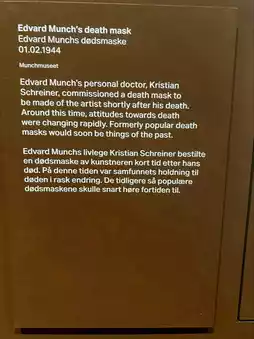 Edvard Munch's death mask
Edvard Munchs dødsmaske
01.02.1944
Munchmuseet
Edvard Munch's personal doctor, Kristian
Schreiner, commissioned a death mask to
be made of the artist shortly after his death.
Around this time, attitudes towards death
were changing rapidly. Formerly popular death
masks would soon be things of the past.
Edvard Munchs livlege Kristian Schreiner bestilte
en dødsmaske av kunstneren kort tid etter hans
død. På denne tiden var samfunnets holdning til
døden i rask endring. De tidligere så populære
dødsmaskene skulle snart høre fortiden til.